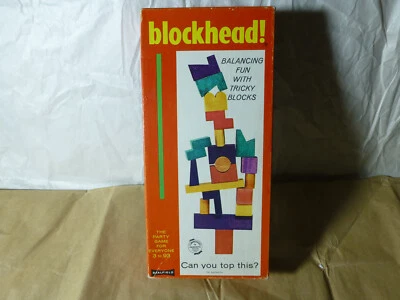 blockhead!
BALANCING
FUN
WITH
TRICKY
BLOCKS
THE
PARTY
GAME
FOR
EVERYONE
Can you top this?